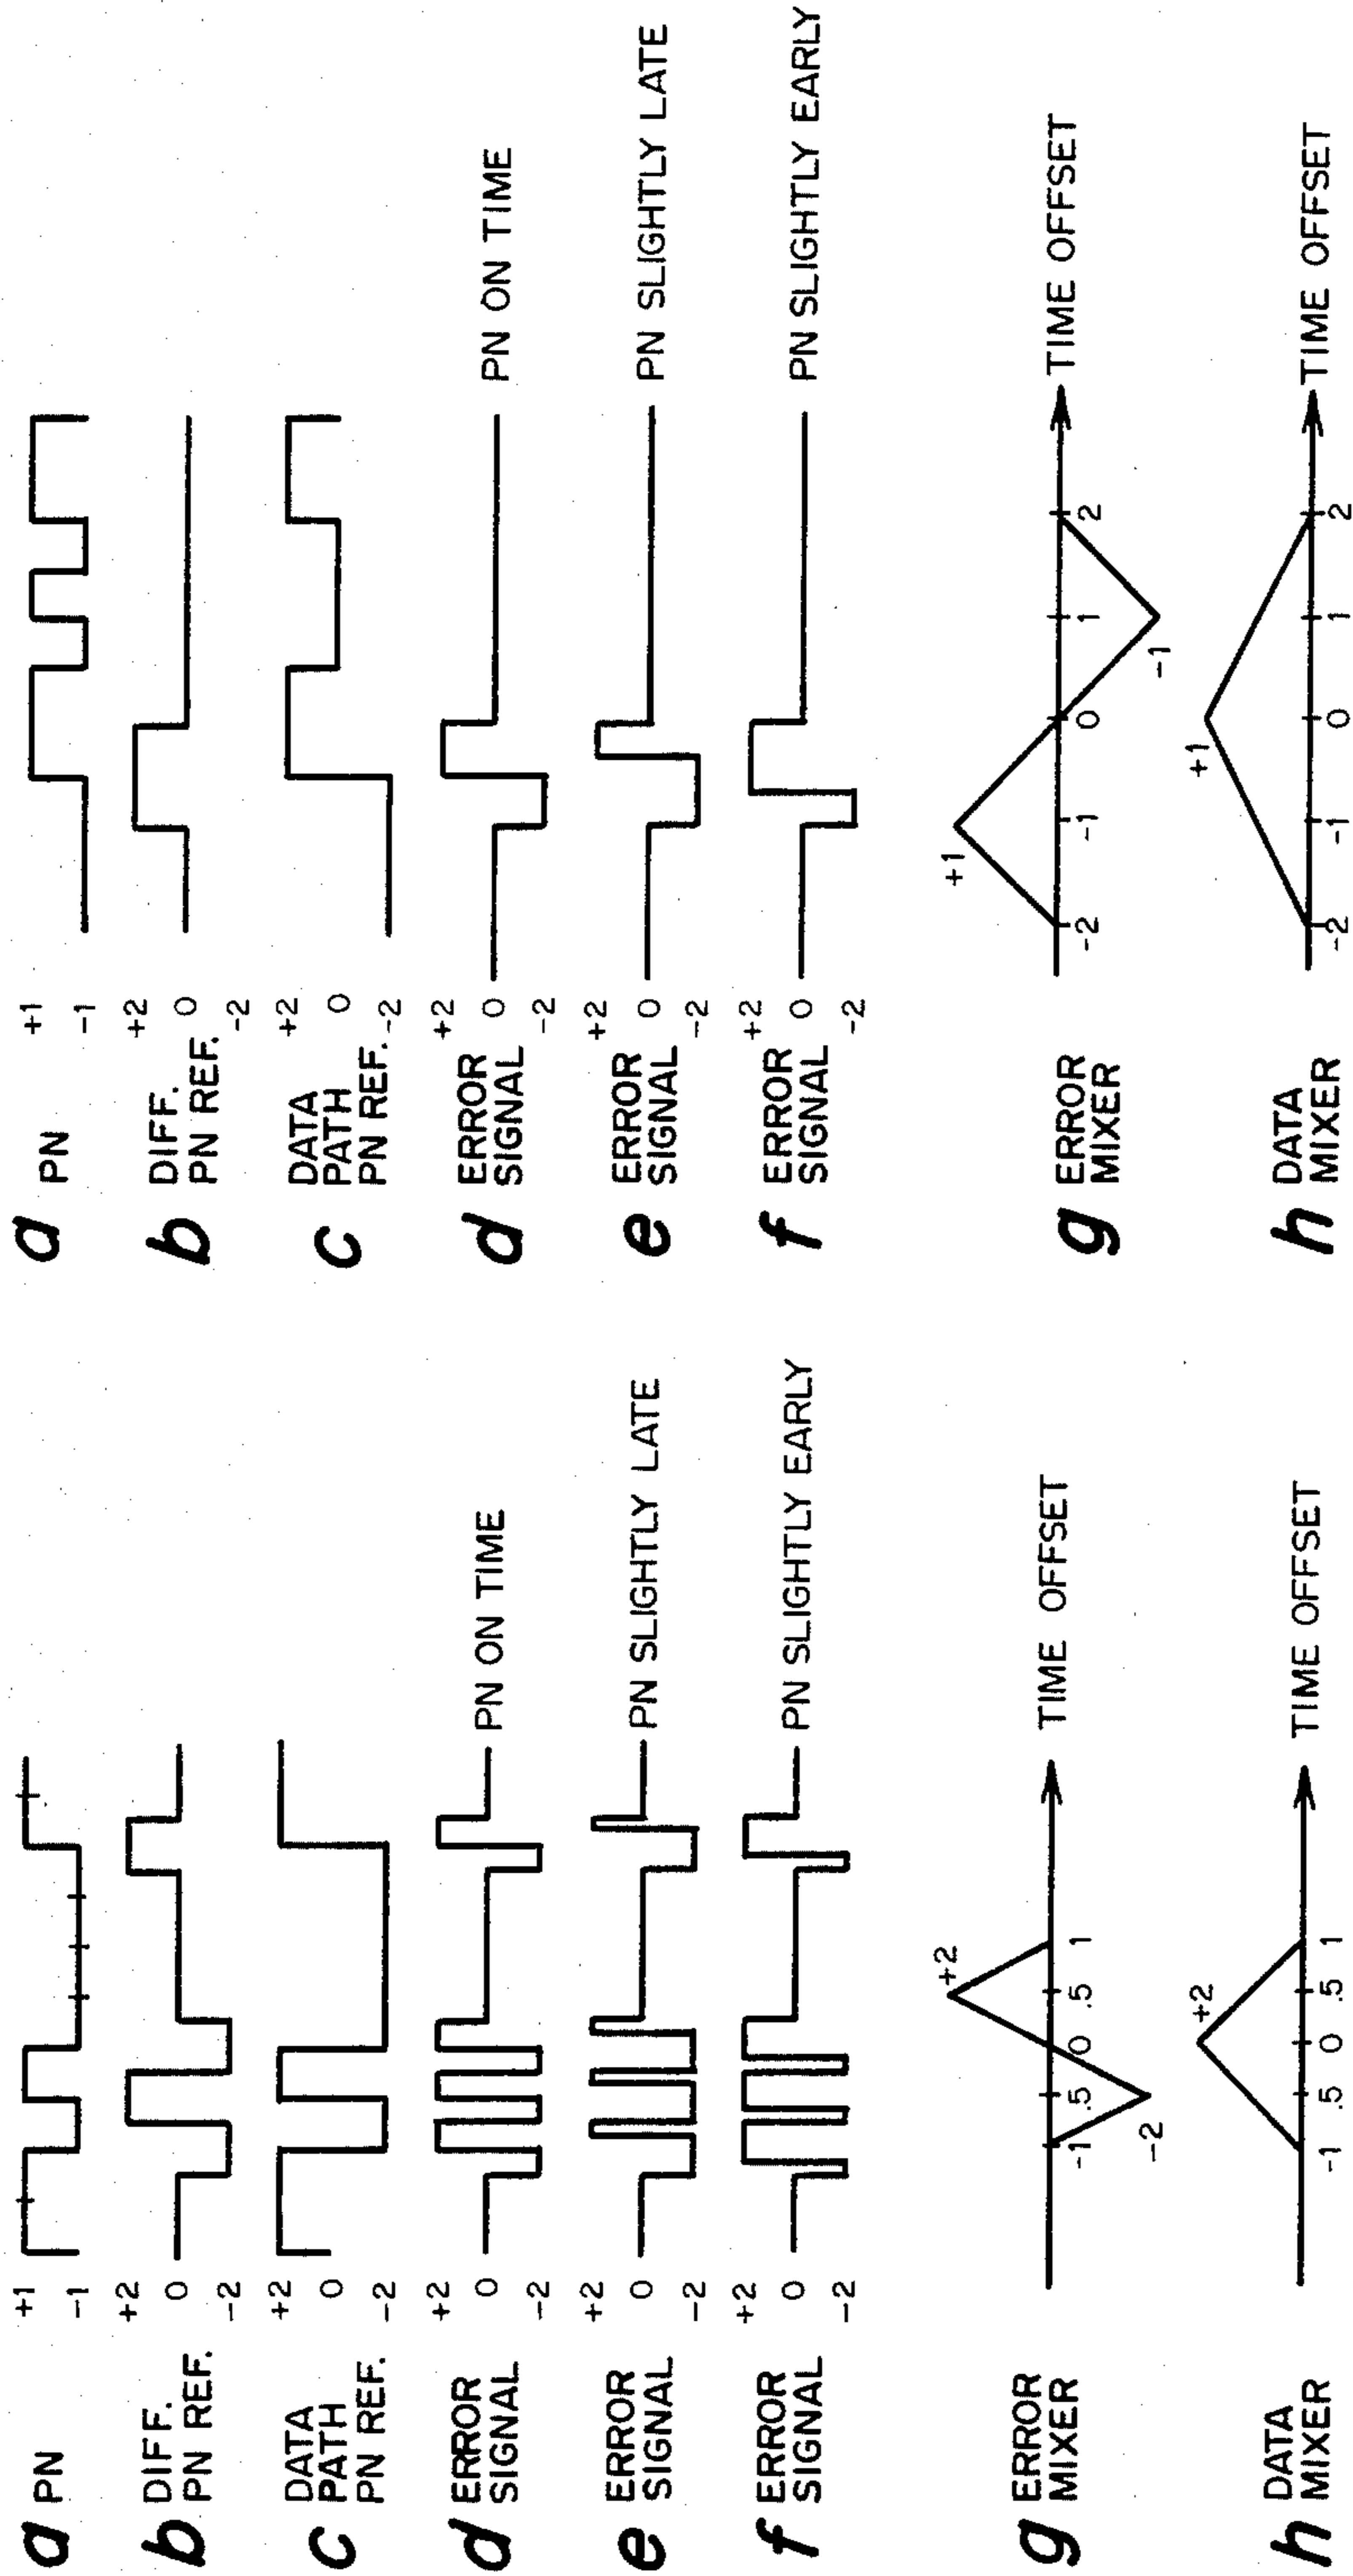 a PN
+1
-1
b DIFF.
PN REF.
+2
0
-2
c DATA
PATH
PN REF.
+2
0
-2
d ERROR
SIGNAL
+2
0
-2
PN ON TIME
e ERROR
SIGNAL
+2
0
-2
PN SLIGHTLY LATE
f ERROR
SIGNAL
+2
0
-2
PN SLIGHTLY EARLY
g ERROR
MIXER
+2
-1 .5 0 .5 1
-2
TIME OFFSET
h DATA
MIXER
+2
-1 .5 0 .5 1
TIME OFFSET
a PN
+1
-1
b DIFF.
PN REF.
+2
0
-2
c DATA
PATH
PN REF.
+2
0
-2
d ERROR
SIGNAL
+2
0
-2
PN ON TIME
e ERROR
SIGNAL
+2
0
-2
PN SLIGHTLY LATE
f ERROR
SIGNAL
+2
0
-2
PN SLIGHTLY EARLY
g ERROR
MIXER
+1
-2 -1 0 1 2
-1
TIME OFFSET
h DATA
MIXER
+1
-2 -1 0 1 2
TIME OFFSET